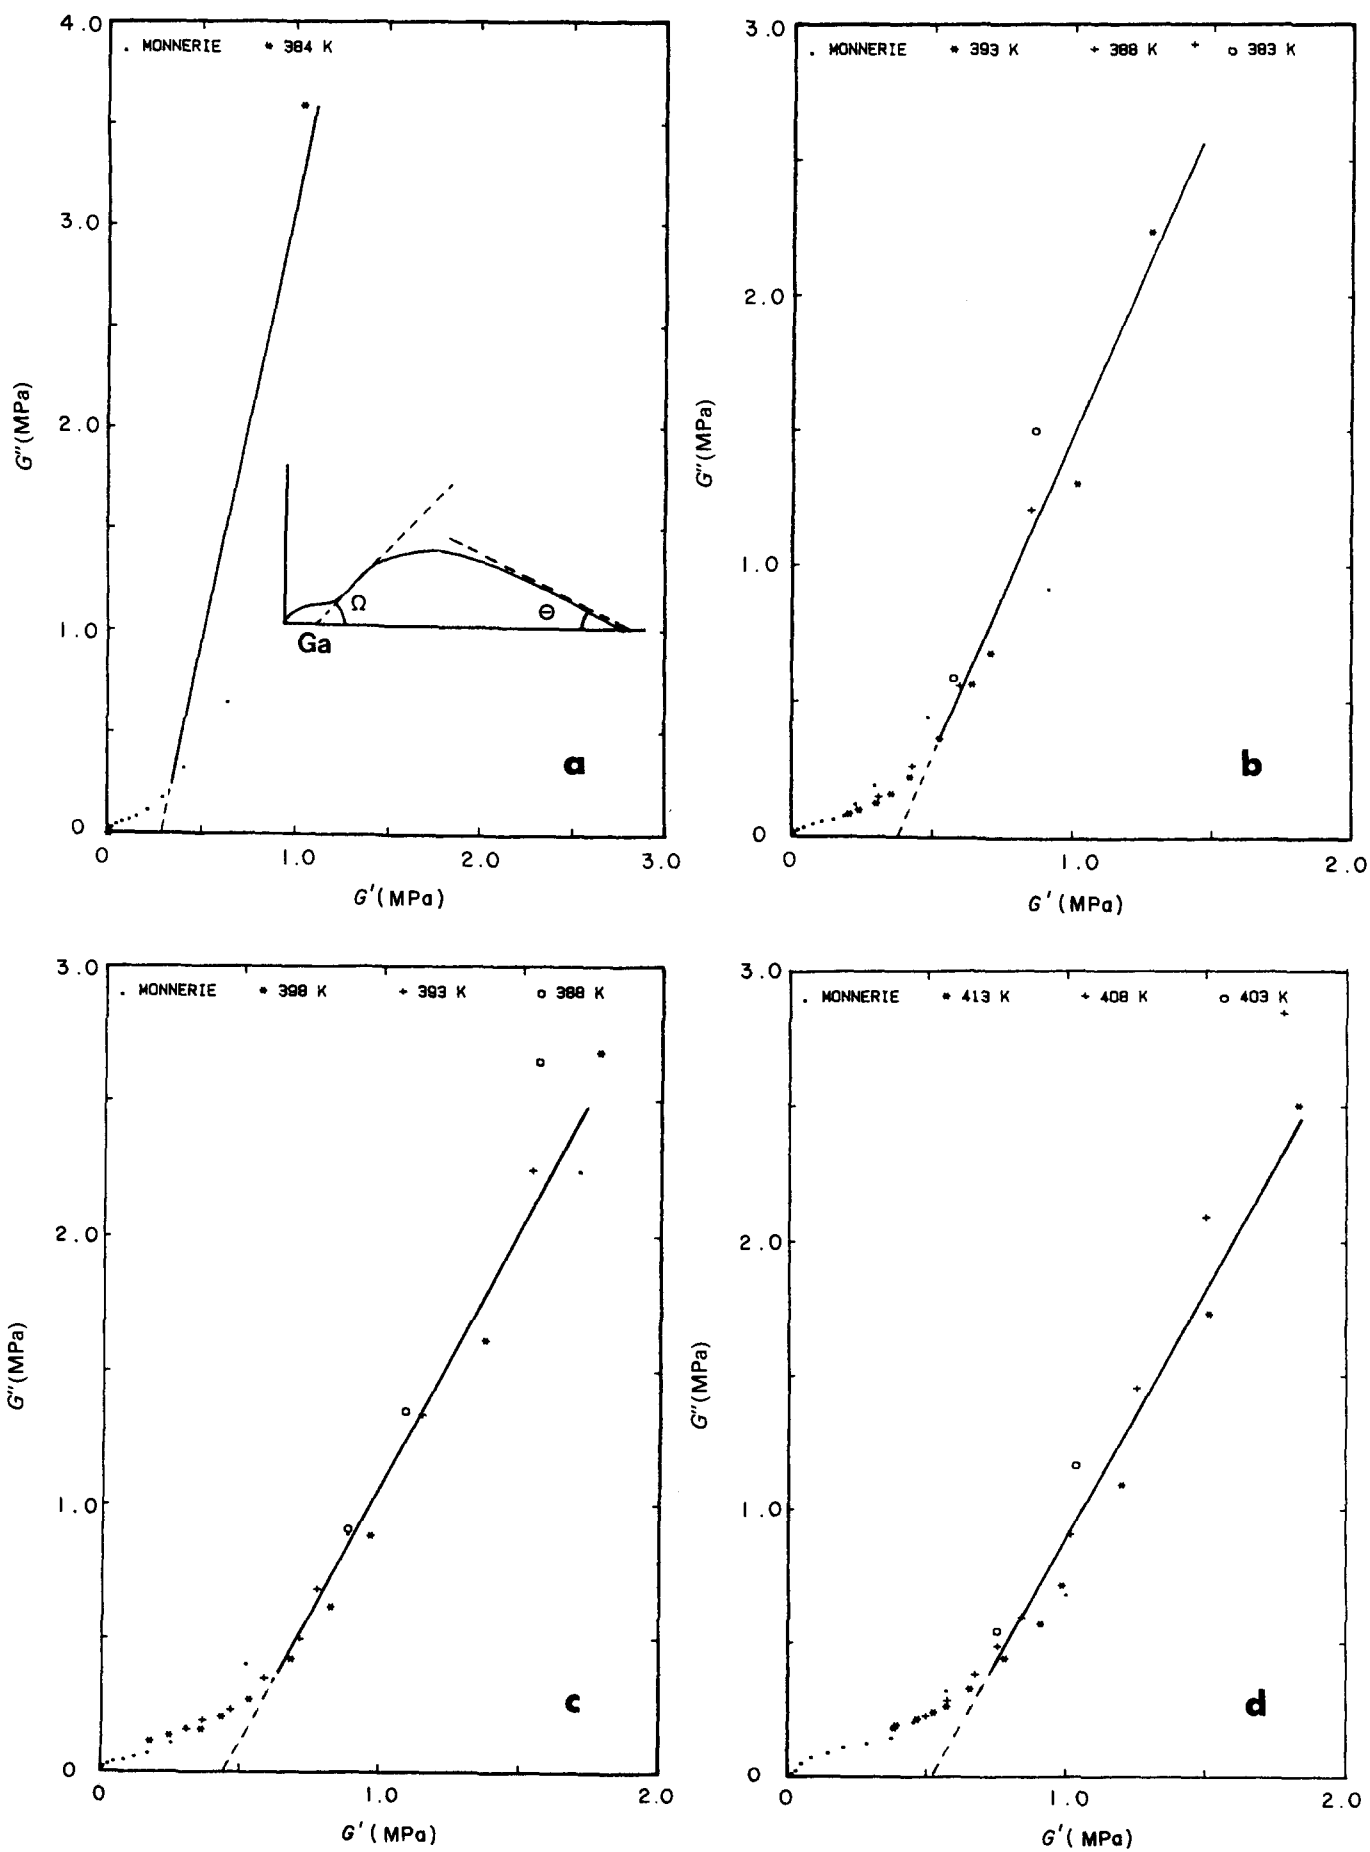 4.0
. MONNERIE * 384 K
3.0
2.0
G″(MPa)
Ω
Θ
Ga
1.0
a
0
0 1.0 2.0 3.0
G′(MPa)
3.0
. MONNERIE * 393 K + 388 K o 383 K
2.0
G″(MPa)
1.0
b
0
0 1.0 2.0
G′(MPa)
3.0
. MONNERIE * 398 K + 393 K o 388 K
2.0
G″(MPa)
1.0
c
0
0 1.0 2.0
G′(MPa)
3.0
. MONNERIE * 413 K + 408 K o 403 K
2.0
G″(MPa)
1.0
d
0
0 1.0 2.0
G′(MPa)